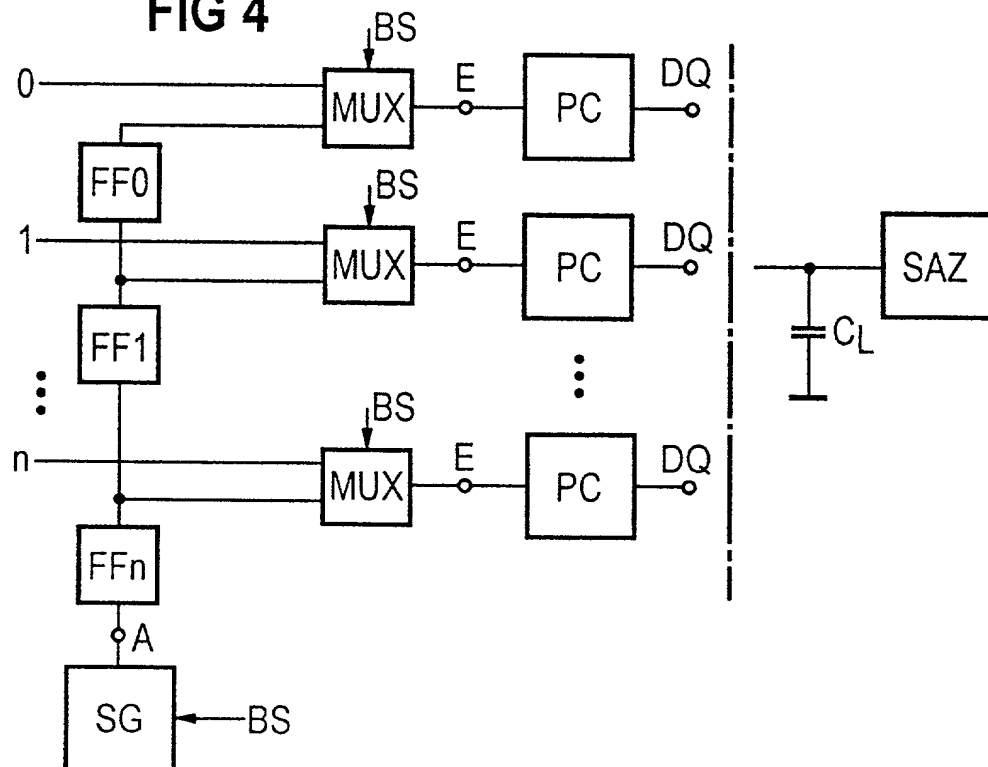 FIG 4
BS
0 MUX E PC DQ
FF0
BS
1 MUX E PC DQ
SAZ
FF1
CL
BS
n MUX E PC DQ
FFn
A
SG BS